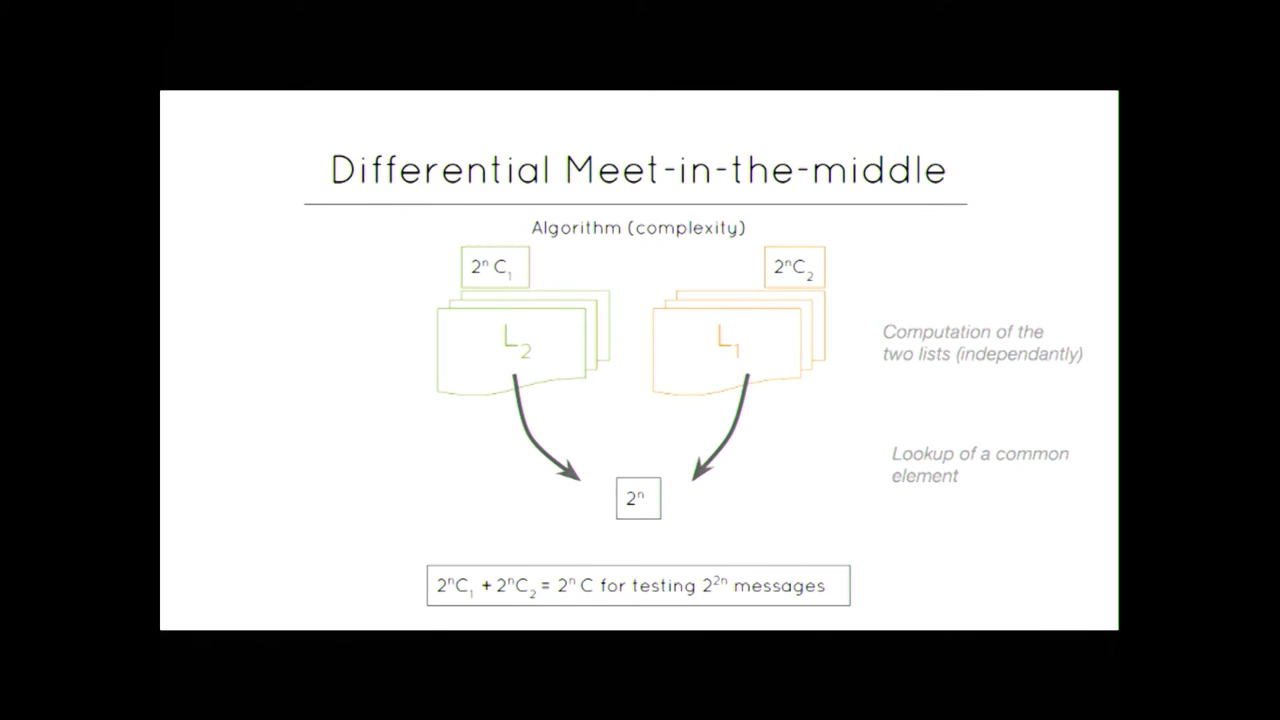 Differential Meet-in-the-middle
Algorithm (complexity)
2ⁿ C₁
2ⁿC₂
L₂
L₁
Computation of the
two lists (independantly)
Lookup of a common
element
2ⁿ
2ⁿC₁ + 2ⁿC₂ = 2ⁿ C for testing 2²ⁿ messages